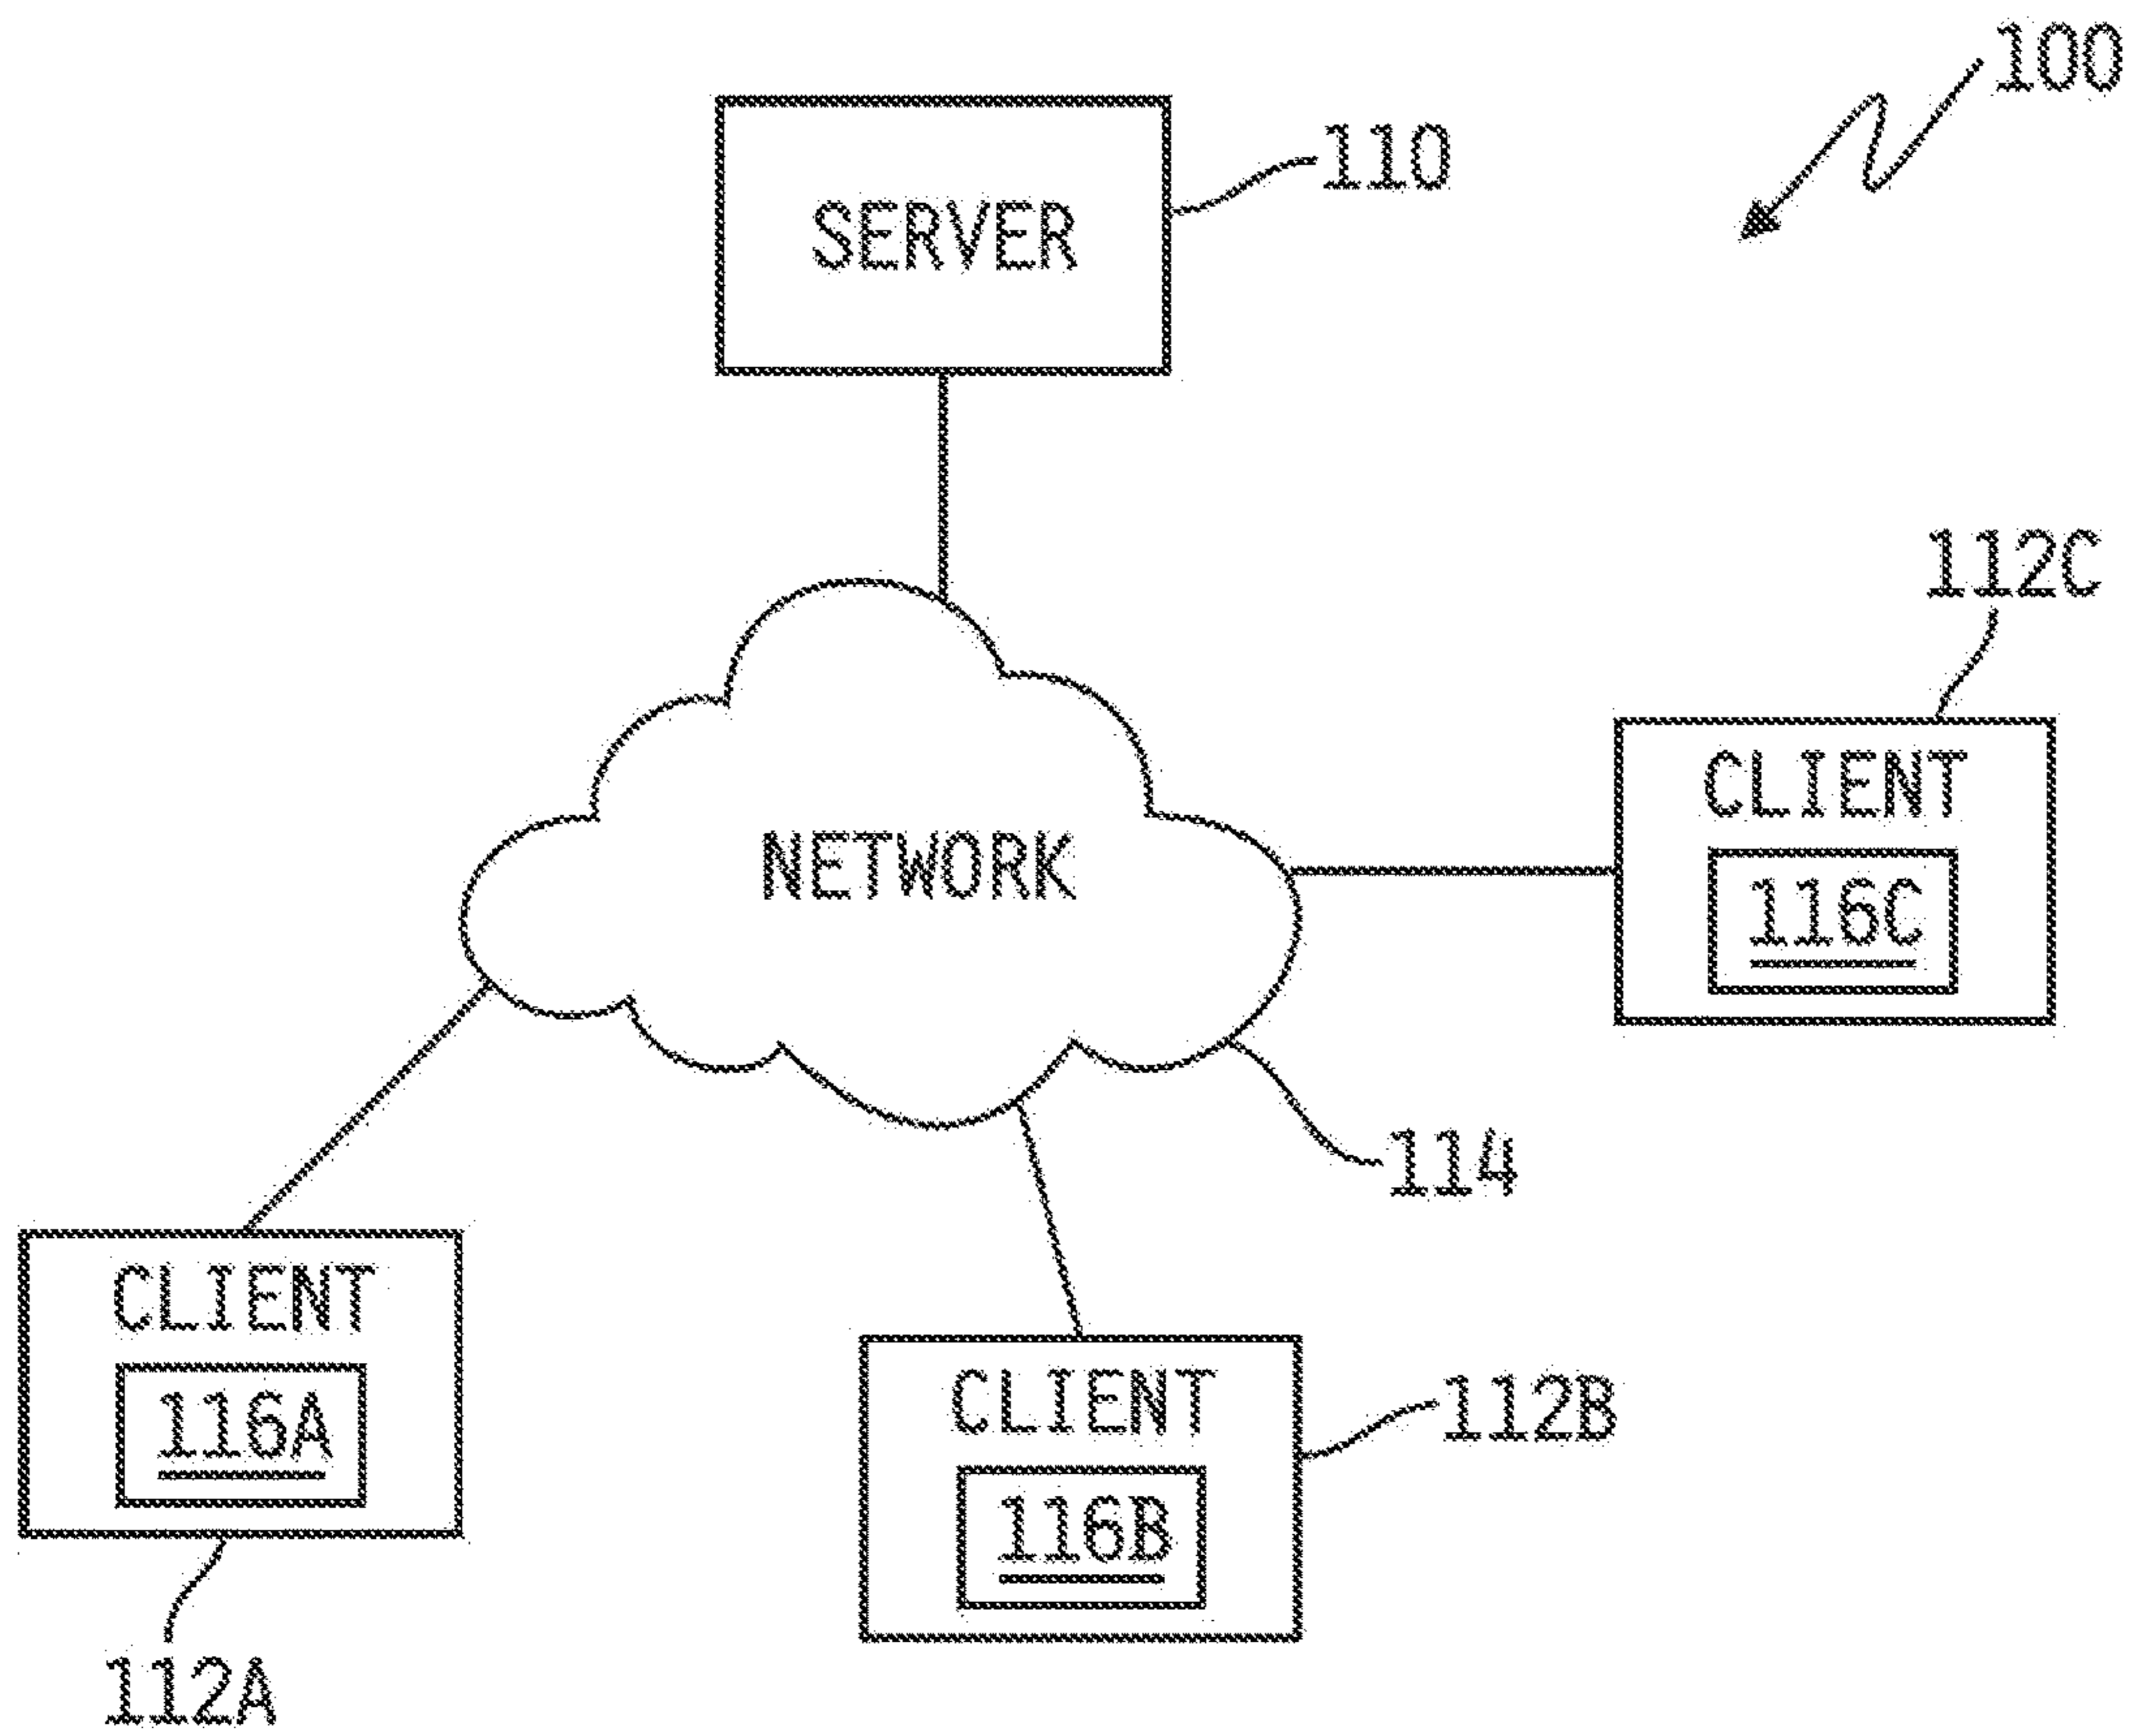 100
110
SERVER
112C
CLIENT
116C
NETWORK
114
CLIENT
116A
112A
CLIENT
116B
112B